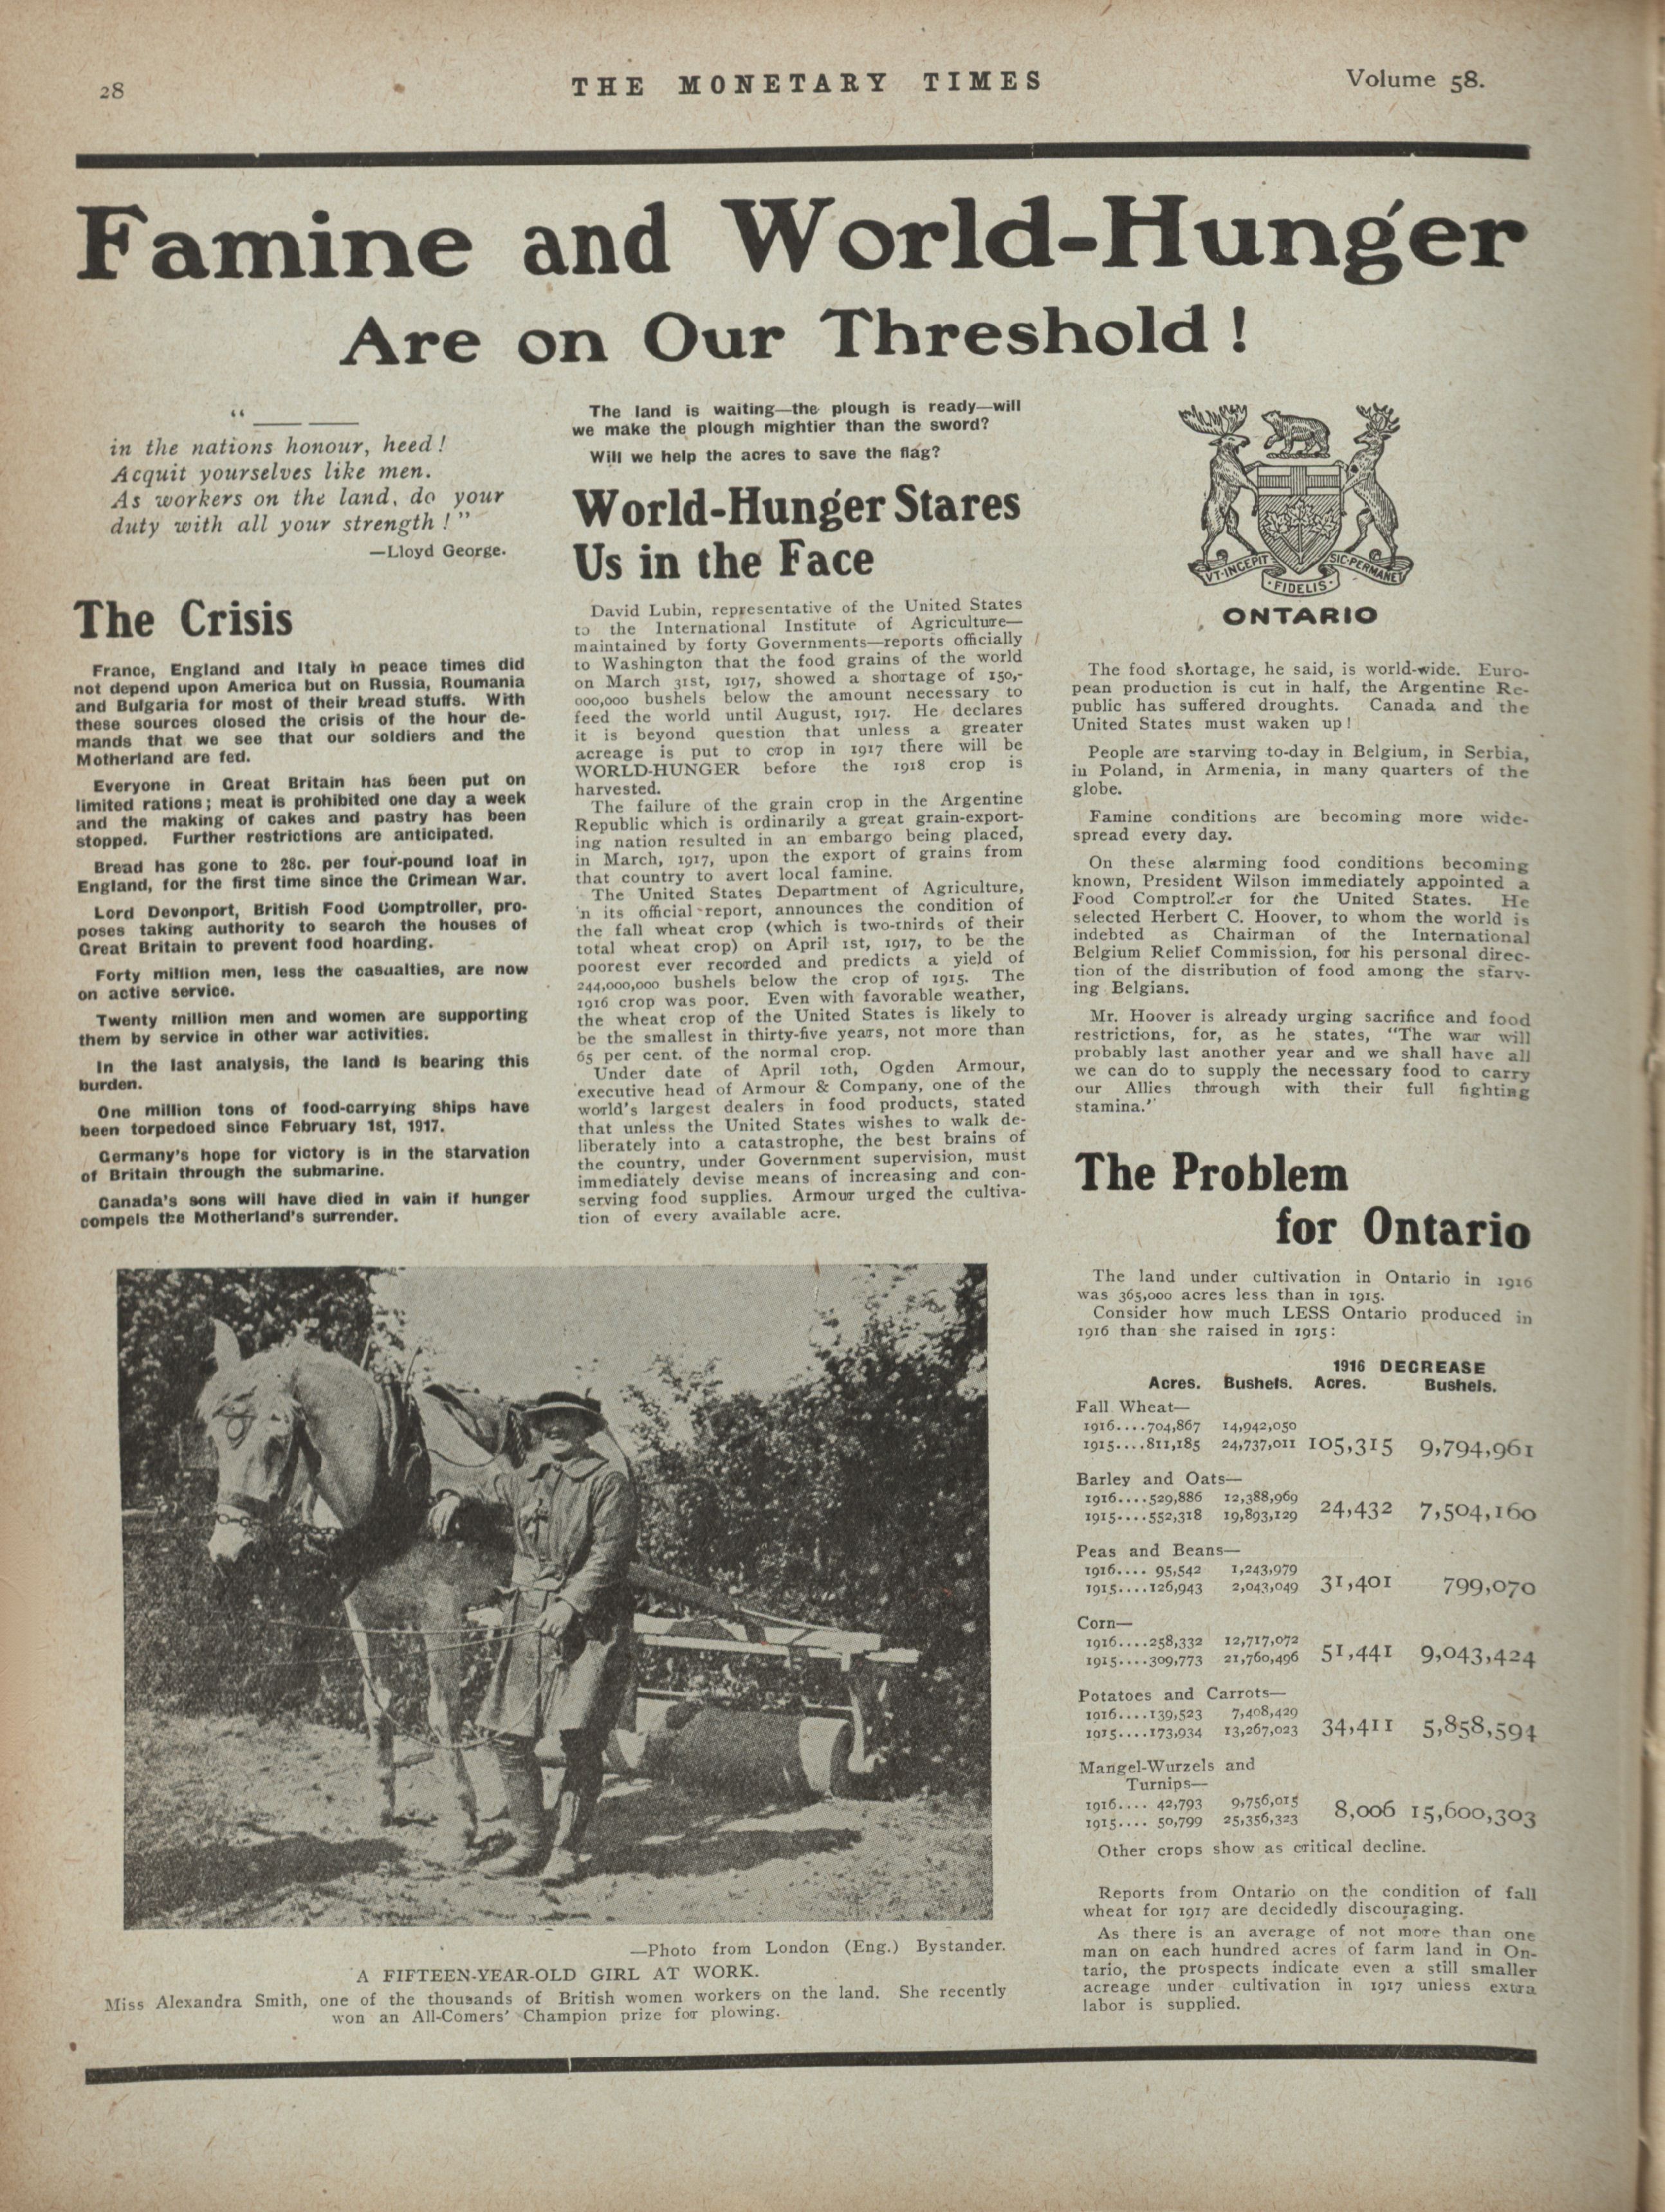 28
THE MONETARY TIMES
Volume 58.
Famine and World-Hunger
Are on Our Threshold!
"
in the nations honour, heed!
Acquit yourselves like men.
As workers on the land, do your
duty with all your strength!"
—Lloyd George.
The Crisis
France, England and Italy in peace times did
not depend upon America but on Russia, Roumania
and Bulgaria for most of their bread stuffs. With
these sources closed the crisis of the hour de-
mands that we see that our soldiers and the
Motherland are fed.
Everyone in Great Britain has been put on
limited rations; meat is prohibited one day a week
and the making of cakes and pastry has been
stopped. Further restrictions are anticipated.
Bread has gone to 28c. per four-pound loaf in
England, for the first time since the Crimean War.
Lord Devonport, British Food Comptroller, pro-
poses taking authority to search the houses of
Great Britain to prevent food hoarding.
Forty million men, less the casualties, are now
on active service.
Twenty million men and women are supporting
them by service in other war activities.
In the last analysis, the land is bearing this
burden.
One million tons of food-carrying ships have
been torpedoed since February 1st, 1917.
Germany's hope for victory is in the starvation
of Britain through the submarine.
Canada's sons will have died in vain if hunger
compels the Motherland's surrender.
The land is waiting—the plough is ready—will
we make the plough mightier than the sword?
Will we help the acres to save the flag?
World-Hunger Stares
Us in the Face
David Lubin, representative of the United States
to the International Institute of Agriculture—
maintained by forty Governments—reports officially
to Washington that the food grains of the world
on March 31st, 1917, showed a shortage of 150,-
000,000 bushels below the amount necessary to
feed the world until August, 1917. He declares
it is beyond question that unless a greater
acreage is put to crop in 1917 there will be
WORLD-HUNGER before the 1918 crop is
harvested.
The failure of the grain crop in the Argentine
Republic which is ordinarily a great grain-export-
ing nation resulted in an embargo being placed,
in March, 1917, upon the export of grains from
that country to avert local famine.
The United States Department of Agriculture,
'n its official report, announces the condition of
the fall wheat crop (which is two-thirds of their
total wheat crop) on April 1st, 1917, to be the
poorest ever recorded and predicts a yield of
244,000,000 bushels below the crop of 1915. The
1916 crop was poor. Even with favorable weather,
the wheat crop of the United States is likely to
be the smallest in thirty-five years, not more than
65 per cent. of the normal crop.
Under date of April 10th, Ogden Armour,
executive head of Armour & Company, one of the
world's largest dealers in food products, stated
that unless the United States wishes to walk de-
liberately into a catastrophe, the best brains of
the country, under Government supervision, must
immediately devise means of increasing and con-
serving food supplies. Armour urged the cultiva-
tion of every available acre.
VT·INCEPIT
·FIDELIS·
SIC·PERMANET
ONTARIO
The food shortage, he said, is world-wide. Euro-
pean production is cut in half, the Argentine Re-
public has suffered droughts. Canada and the
United States must waken up!
People are starving to-day in Belgium, in Serbia,
in Poland, in Armenia, in many quarters of the
globe.
Famine conditions are becoming more wide-
spread every day.
On these alarming food conditions becoming
known, President Wilson immediately appointed a
Food Comptroller for the United States. He
selected Herbert C. Hoover, to whom the world is
indebted as Chairman of the International
Belgium Relief Commission, for his personal direc-
tion of the distribution of food among the starv-
ing Belgians.
Mr. Hoover is already urging sacrifice and food
restrictions, for, as he states, "The war will
probably last another year and we shall have all
we can do to supply the necessary food to carry
our Allies through with their full fighting
stamina."
The Problem
for Ontario
The land under cultivation in Ontario in 1916
was 365,000 acres less than in 1915.
Consider how much LESS Ontario produced in
1916 than she raised in 1915:
1916 DECREASE
Acres. Bushels. Acres. Bushels.
Fall Wheat—
1916....704,867 14,942,050
1915....811,185 24,737,011 105,315 9,794,961
Barley and Oats—
1916....529,886 12,388,969
1915....552,318 19,893,129 24,432 7,504,160
Peas and Beans—
1916.... 95,542 1,243,979
1915....126,943 2,043,049 31,401 799,070
Corn—
1916....258,332 12,717,072
1915....309,773 21,760,496 51,441 9,043,424
Potatoes and Carrots—
1916....139,523 7,408,429
1915....173,934 13,267,023 34,411 5,858,594
Mangel-Wurzels and
Turnips—
1916.... 42,793 9,756,015
1915.... 50,799 25,356,323 8,006 15,600,303
Other crops show as critical decline.
Reports from Ontario on the condition of fall
wheat for 1917 are decidedly discouraging.
As there is an average of not more than one
man on each hundred acres of farm land in On-
tario, the prospects indicate even a still smaller
acreage under cultivation in 1917 unless extra
labor is supplied.
—Photo from London (Eng.) Bystander.
A FIFTEEN-YEAR-OLD GIRL AT WORK.
Miss Alexandra Smith, one of the thousands of British women workers on the land. She recently
won an All-Comers' Champion prize for plowing.